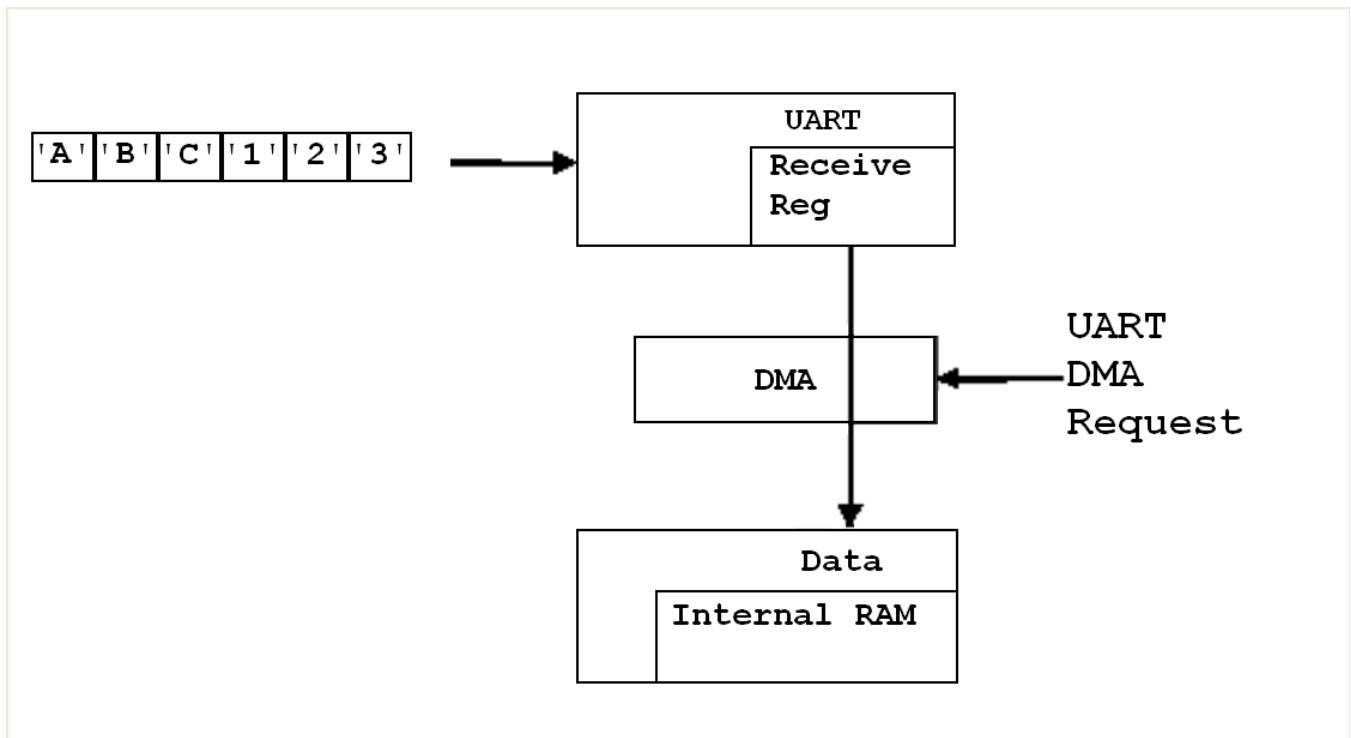 'A' 'B' 'C' '1' '2' '3'
UART
Receive
Reg
UART
DMA
Request
DMA
Data
Internal RAM